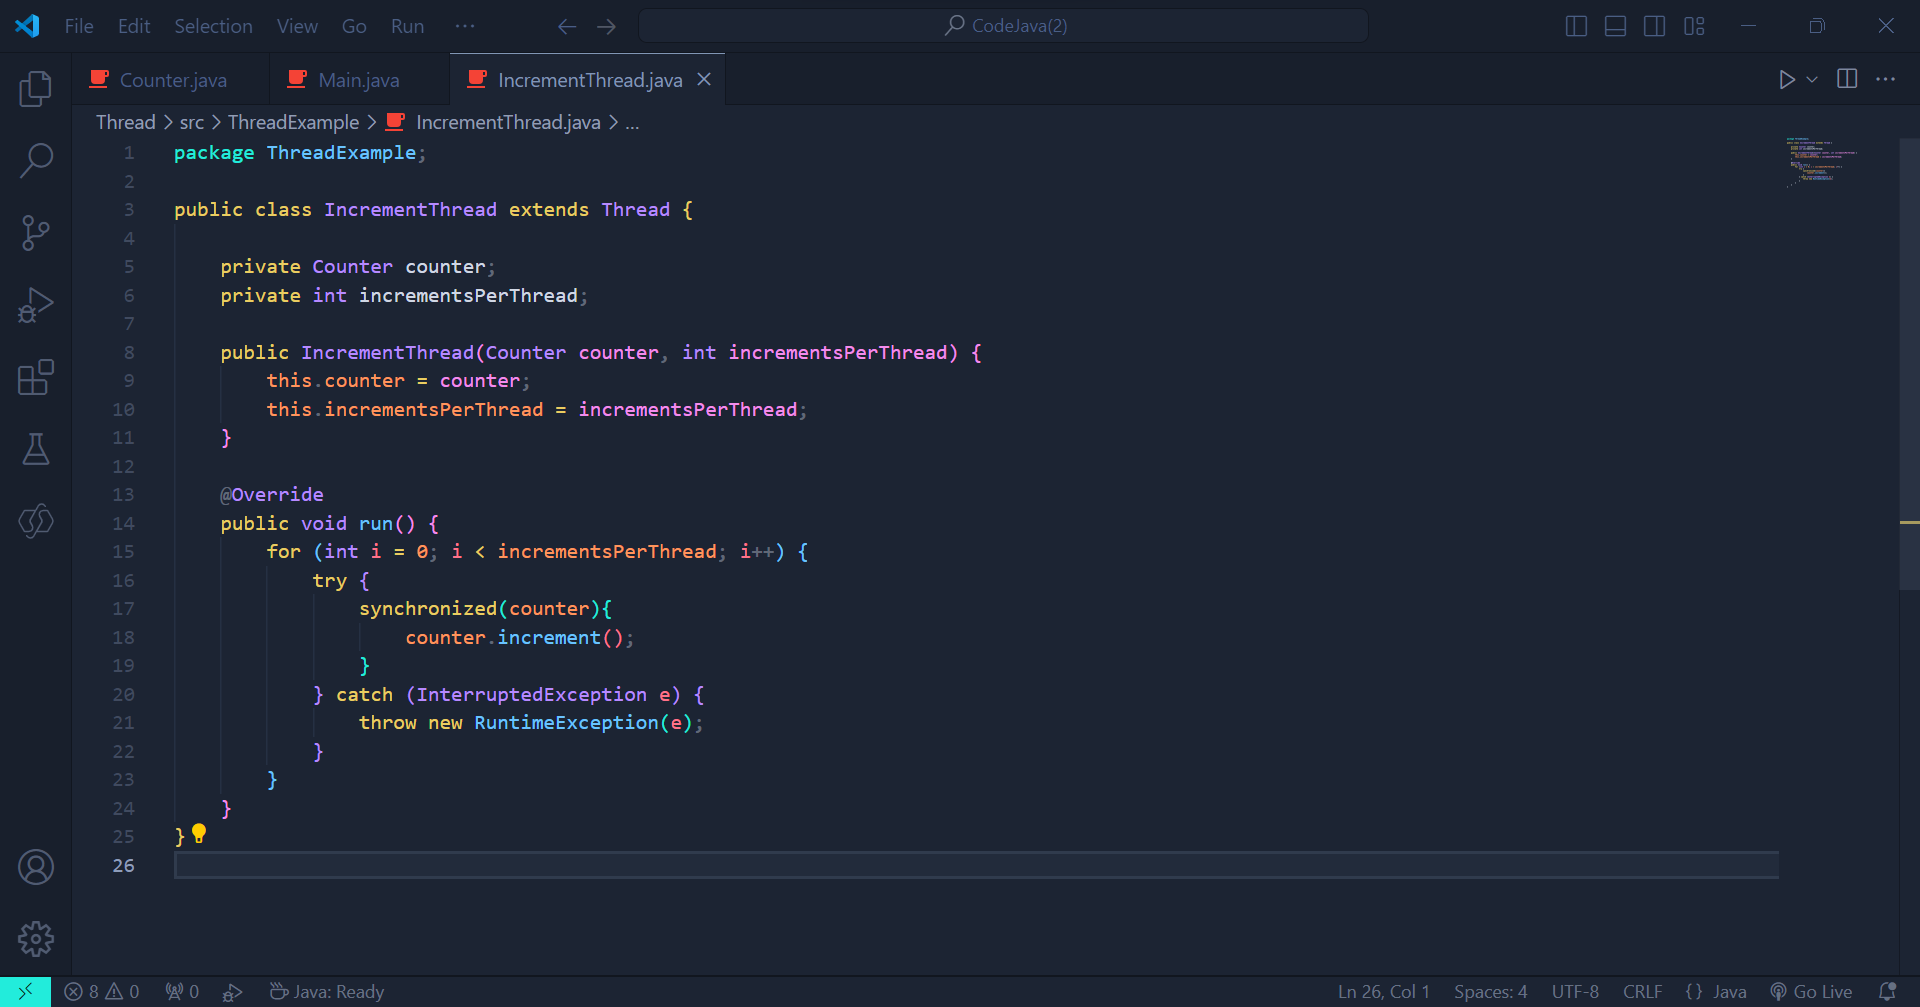 File Edit Selection View Go Run ··· CodeJava(2)
Counter.java Main.java IncrementThread.java
Thread > src > ThreadExample > IncrementThread.java > ...
1 package ThreadExample;
2
3 public class IncrementThread extends Thread {
4
5 private Counter counter;
6 private int incrementsPerThread;
7
8 public IncrementThread(Counter counter, int incrementsPerThread) {
9 this.counter = counter;
10 this.incrementsPerThread = incrementsPerThread;
11 }
12
13 @Override
14 public void run() {
15 for (int i = 0; i < incrementsPerThread; i++) {
16 try {
17 synchronized(counter){
18 counter.increment();
19 }
20 } catch (InterruptedException e) {
21 throw new RuntimeException(e);
22 }
23 }
24 }
25 }
26
8 0 0 Java: Ready Ln 26, Col 1 Spaces: 4 UTF-8 CRLF {} Java Go Live